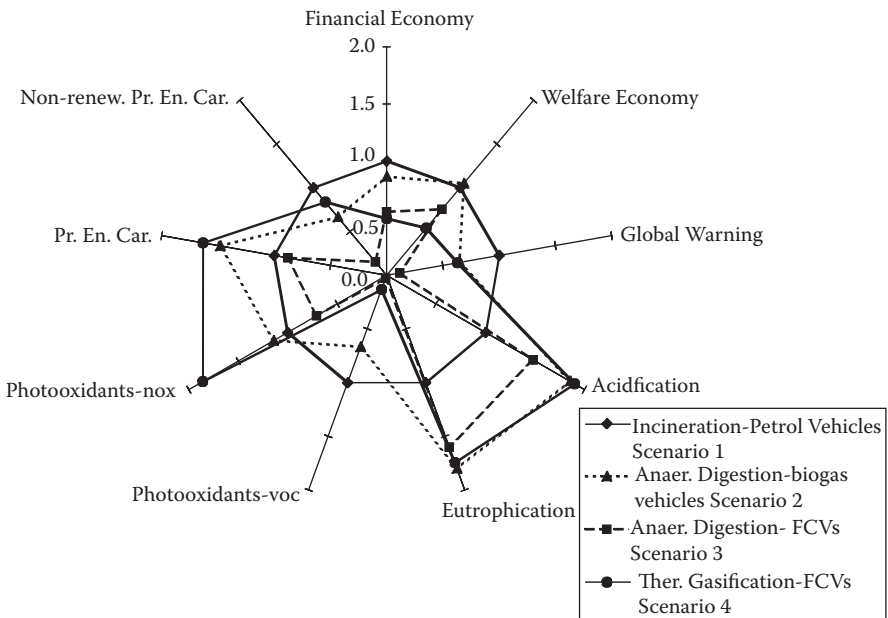 Financial Economy
2.0
Non-renew. Pr. En. Car.
Welfare Economy
1.5
1.0
Pr. En. Car.
Global Warning
0.5
0.0
Photooxidants-nox
Acidfication
Photooxidants-voc
Eutrophication
Incineration-Petrol Vehicles
Scenario 1
Anaer. Digestion-biogas
vehicles Scenario 2
Anaer. Digestion- FCVs
Scenario 3
Ther. Gasification-FCVs
Scenario 4